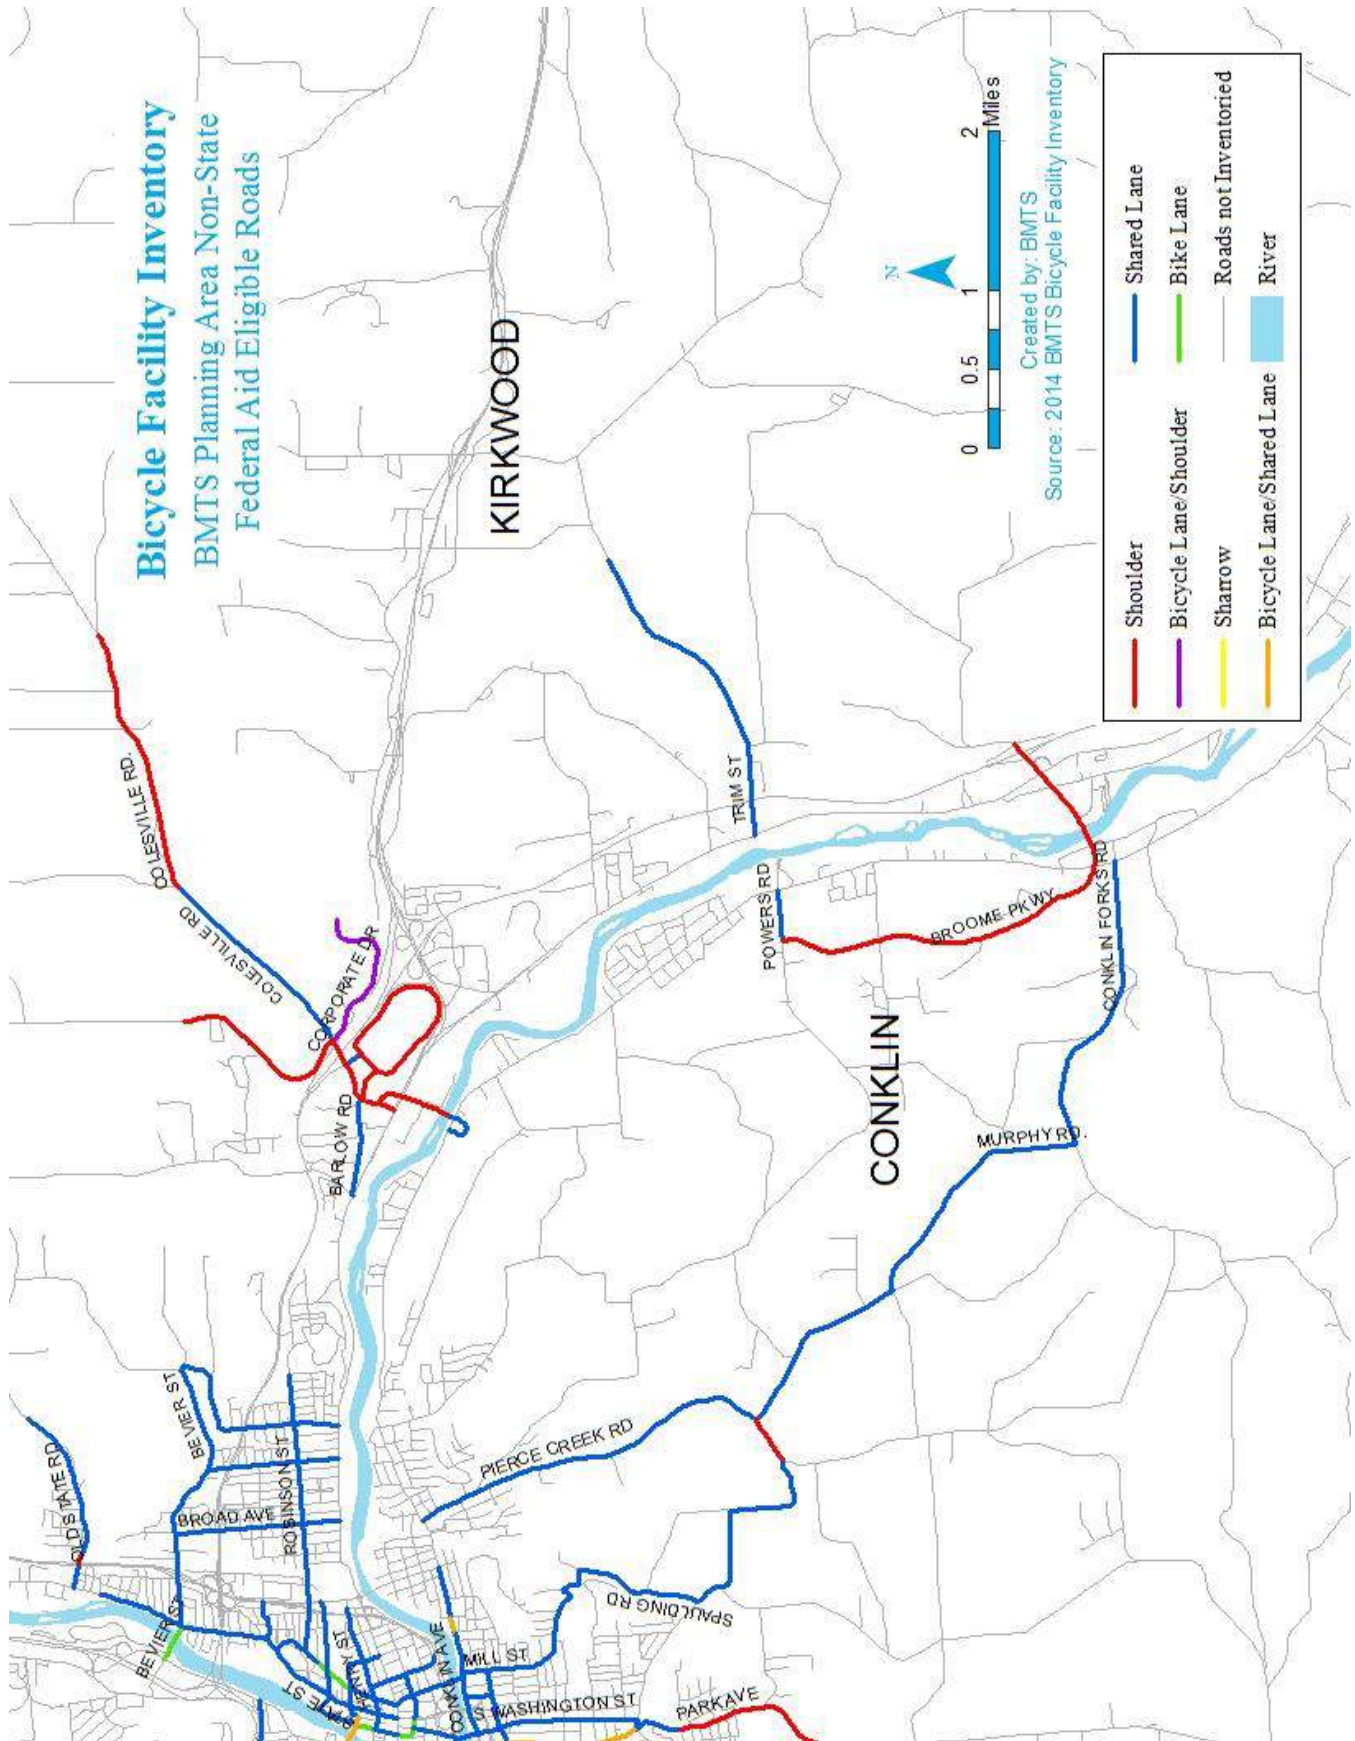 Bicycle Facility Inventory
BMTS Planning Area Non-State
Federal Aid Eligible Roads
KIRKWOOD
COLESVILLE RD.
COLESVILLE RD
CORPORATE DR
BARLOW RD
TRIM ST
POWERS RD
BROOME PKWY
CONKLIN FORKS RD
CONKLIN
MURPHY RD.
OLD STATE RD
BEVIER ST
BROAD AVE
ROBINSON ST
PIERCE CREEK RD
BEVIER ST
STATE ST
HENRY ST
CONKLIN AVE
MILL ST
SPAULDING RD
S WASHINGTON ST
PARK AVE
N
0 0.5 1 2
Miles
Created by: BMTS
Source: 2014 BMTS Bicycle Facility Inventory
Shoulder
Shared Lane
Bicycle Lane/Shoulder
Bike Lane
Sharrow
Roads not Inventoried
Bicycle Lane/Shared Lane
River